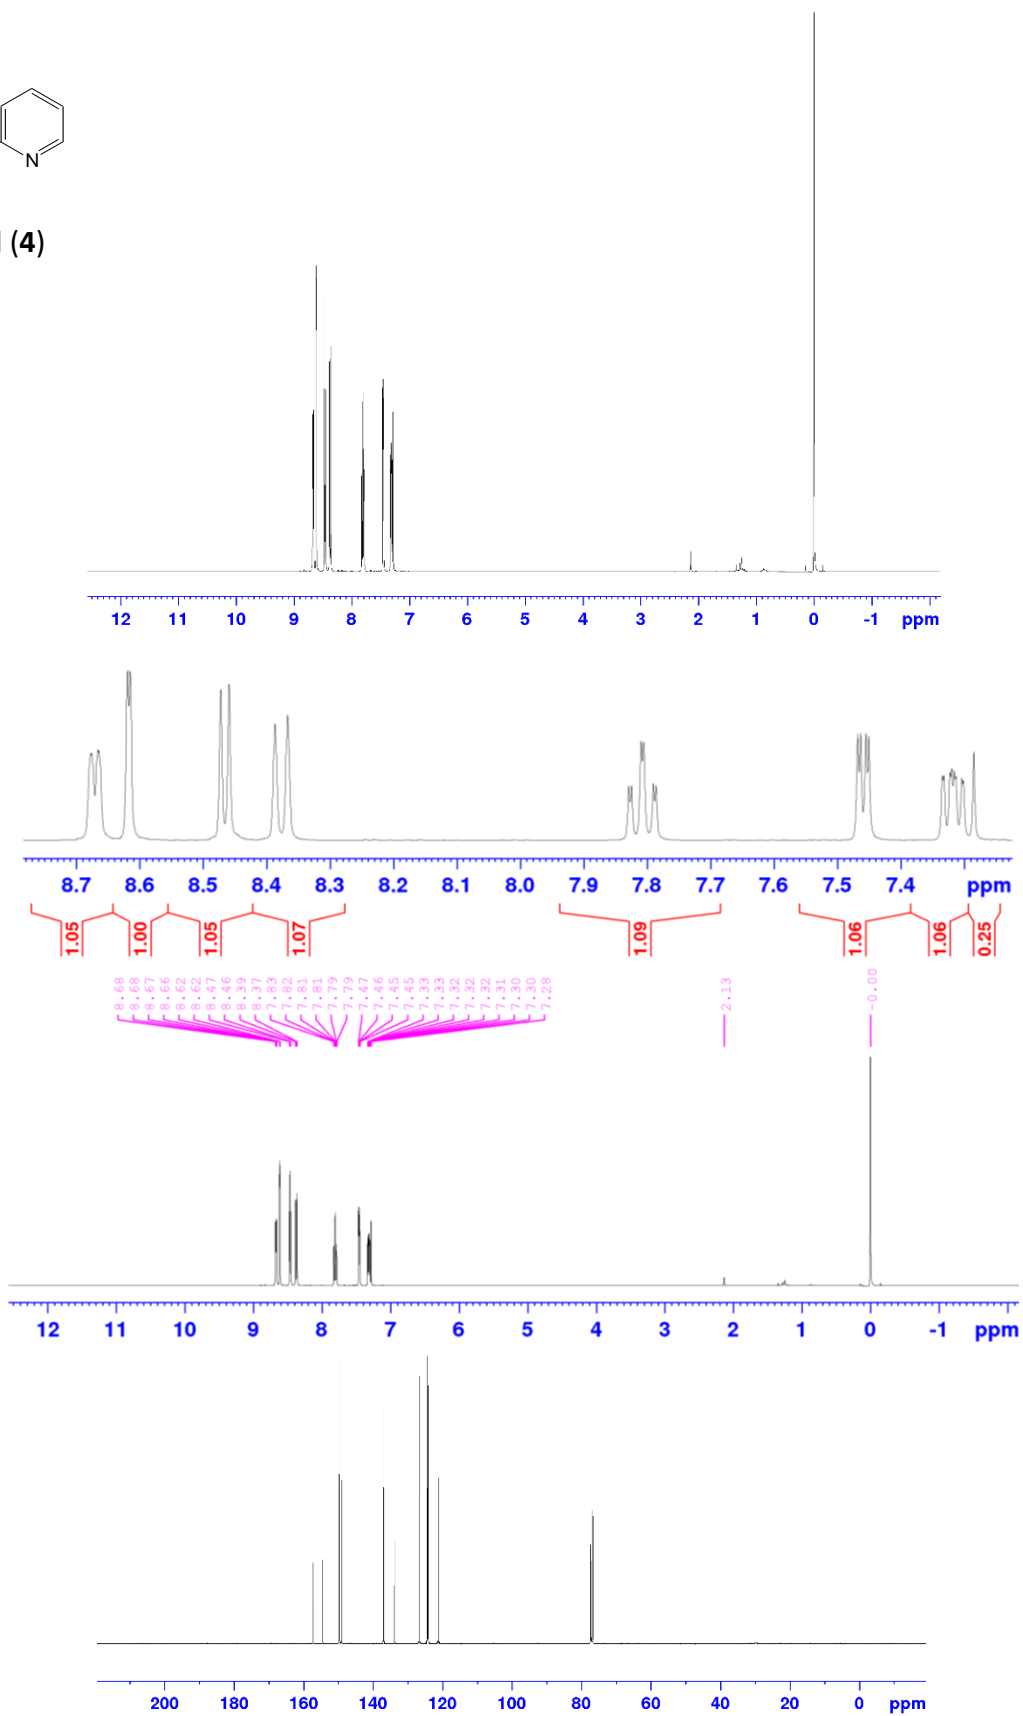 N
(4)
12 11 10 9 8 7 6 5 4 3 2 1 0 -1 ppm
8.7 8.6 8.5 8.4 8.3 8.2 8.1 8.0 7.9 7.8 7.7 7.6 7.5 7.4 ppm
1.05 1.00 1.05 1.07 1.09 1.06 1.06 0.25
8.68 8.68 8.67 8.66 8.62 8.62 8.47 8.46 8.39 8.37 7.83 7.82 7.81 7.81 7.79 7.79 7.47 7.46 7.45 7.45 7.33 7.33 7.32 7.32 7.32 7.31 7.30 7.30 7.28 2.13 -0.00
12 11 10 9 8 7 6 5 4 3 2 1 0 -1 ppm
200 180 160 140 120 100 80 60 40 20 0 ppm